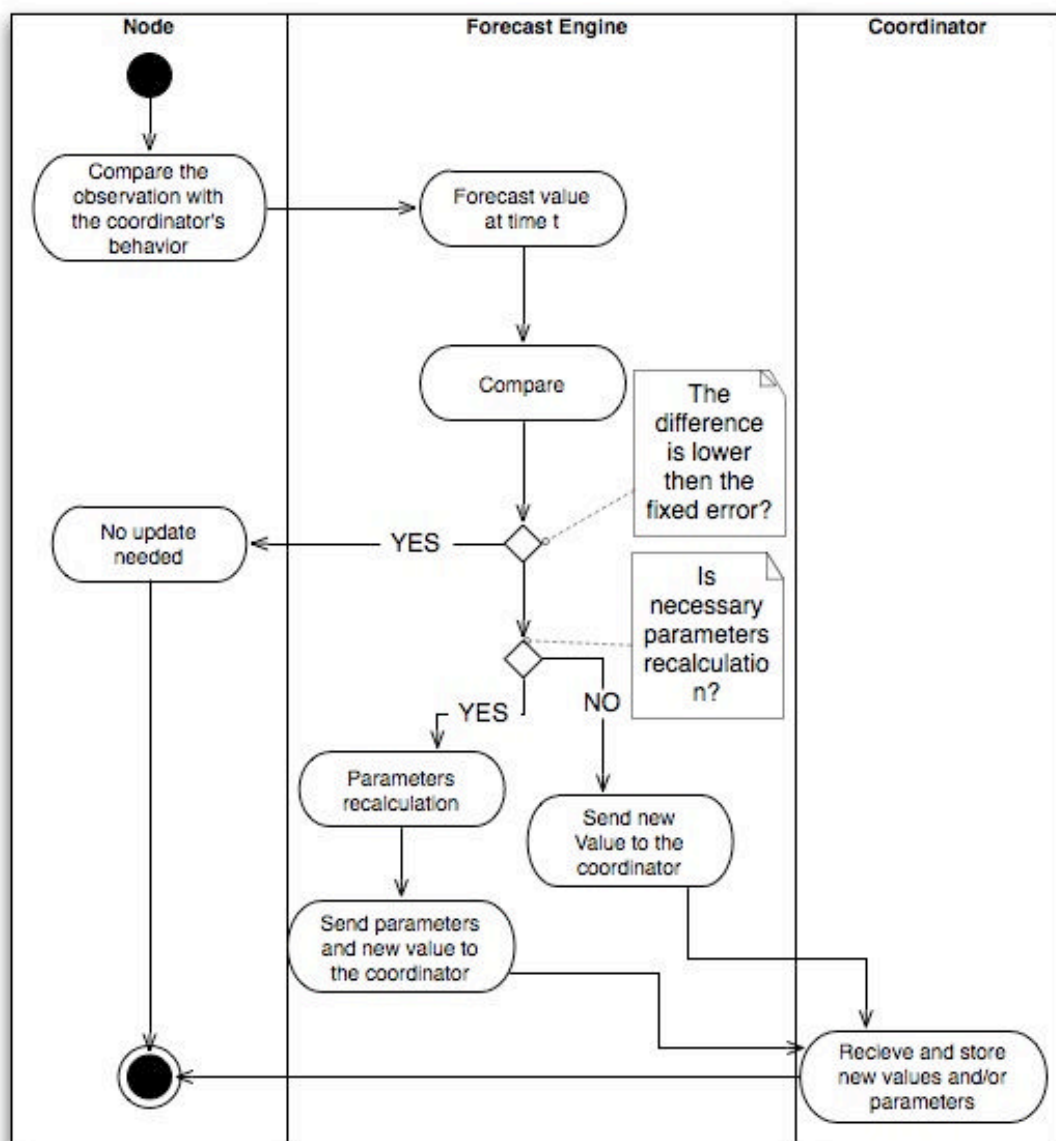 Node
Forecast Engine
Coordinator
Compare the
observation with
the coordinator's
behavior
Forecast value
at time t
Compare
The
difference
is lower
then the
fixed error?
No update
needed
YES
Is
necessary
parameters
recalculatio
n?
YES
NO
Parameters
recalculation
Send new
Value to the
coordinator
Send parameters
and new value to
the coordinator
Recieve and store
new values and/or
parameters